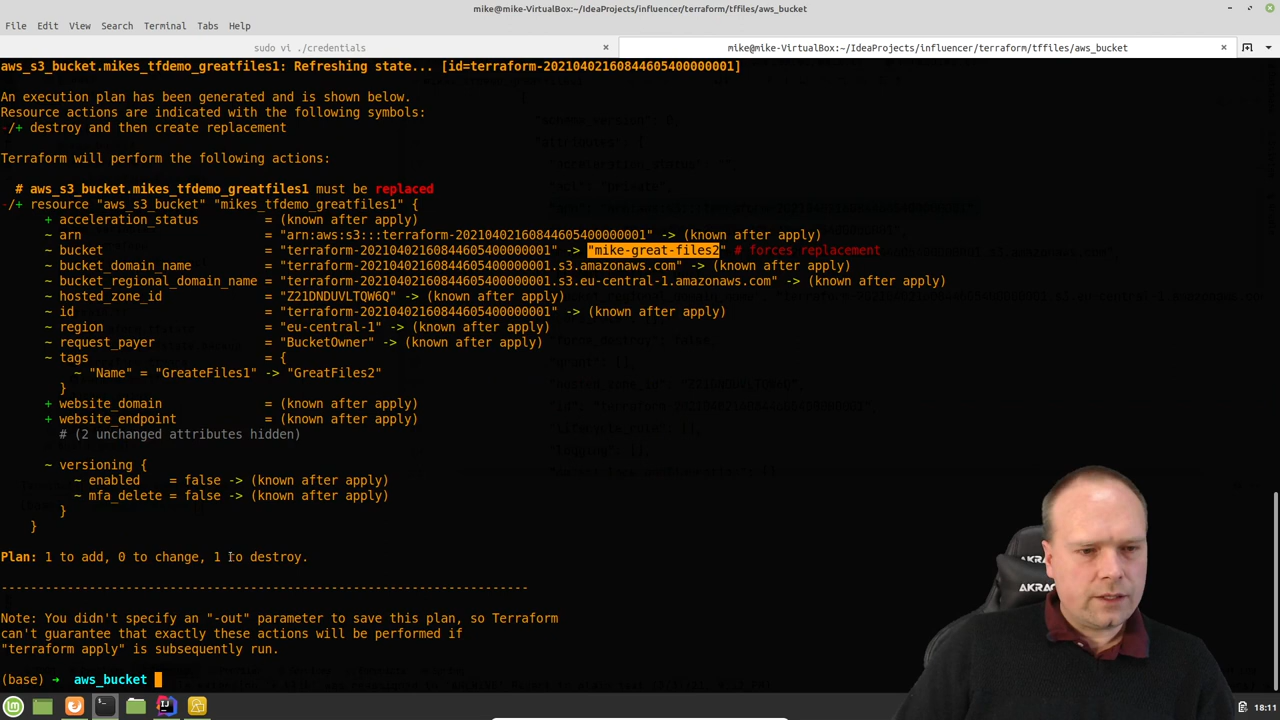 mike@mike-VirtualBox:~/IdeaProjects/influencer/terraform/tffiles/aws_bucket
File Edit View Search Terminal Tabs Help
sudo vi ./credentials
mike@mike-VirtualBox:~/IdeaProjects/influencer/terraform/tffiles/aws_bucket
aws_s3_bucket.mikes_tfdemo_greatfiles1: Refreshing state... [id=terraform-20210402160844605400000001]
An execution plan has been generated and is shown below.
Resource actions are indicated with the following symbols:
-/+ destroy and then create replacement
Terraform will perform the following actions:
# aws_s3_bucket.mikes_tfdemo_greatfiles1 must be replaced
-/+ resource "aws_s3_bucket" "mikes_tfdemo_greatfiles1" {
+ acceleration_status = (known after apply)
~ arn = "arn:aws:s3:::terraform-20210402160844605400000001" -> (known after apply)
~ bucket = "terraform-20210402160844605400000001" -> "mike-great-files2" # forces replacement
~ bucket_domain_name = "terraform-20210402160844605400000001.s3.amazonaws.com" -> (known after apply)
~ bucket_regional_domain_name = "terraform-20210402160844605400000001.s3.eu-central-1.amazonaws.com" -> (known after apply)
~ hosted_zone_id = "Z21DNDUVLTQW6Q" -> (known after apply)
~ id = "terraform-20210402160844605400000001" -> (known after apply)
~ region = "eu-central-1" -> (known after apply)
~ request_payer = "BucketOwner" -> (known after apply)
~ tags = {
~ "Name" = "GreateFiles1" -> "GreatFiles2"
}
+ website_domain = (known after apply)
+ website_endpoint = (known after apply)
# (2 unchanged attributes hidden)
~ versioning {
~ enabled = false -> (known after apply)
~ mfa_delete = false -> (known after apply)
}
}
Plan: 1 to add, 0 to change, 1 to destroy.
------------------------------------------------------------------------
Note: You didn't specify an "-out" parameter to save this plan, so Terraform
can't guarantee that exactly these actions will be performed if
"terraform apply" is subsequently run.
(base) → aws_bucket
18:11